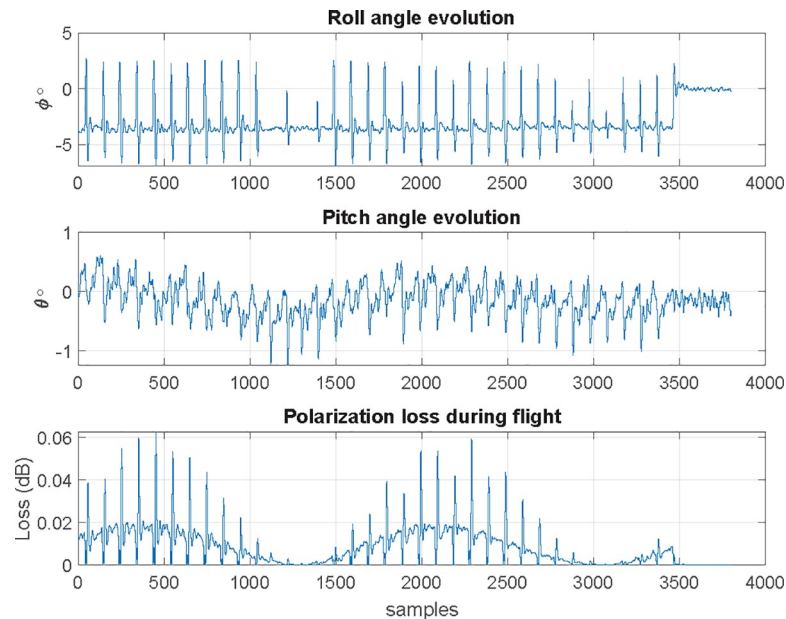 Roll angle evolution
5
0
-5
ϕ°
0 500 1000 1500 2000 2500 3000 3500 4000
Pitch angle evolution
1
0
-1
θ°
0 500 1000 1500 2000 2500 3000 3500 4000
Polarization loss during flight
0.06
0.04
0.02
0
Loss (dB)
0 500 1000 1500 2000 2500 3000 3500 4000
samples